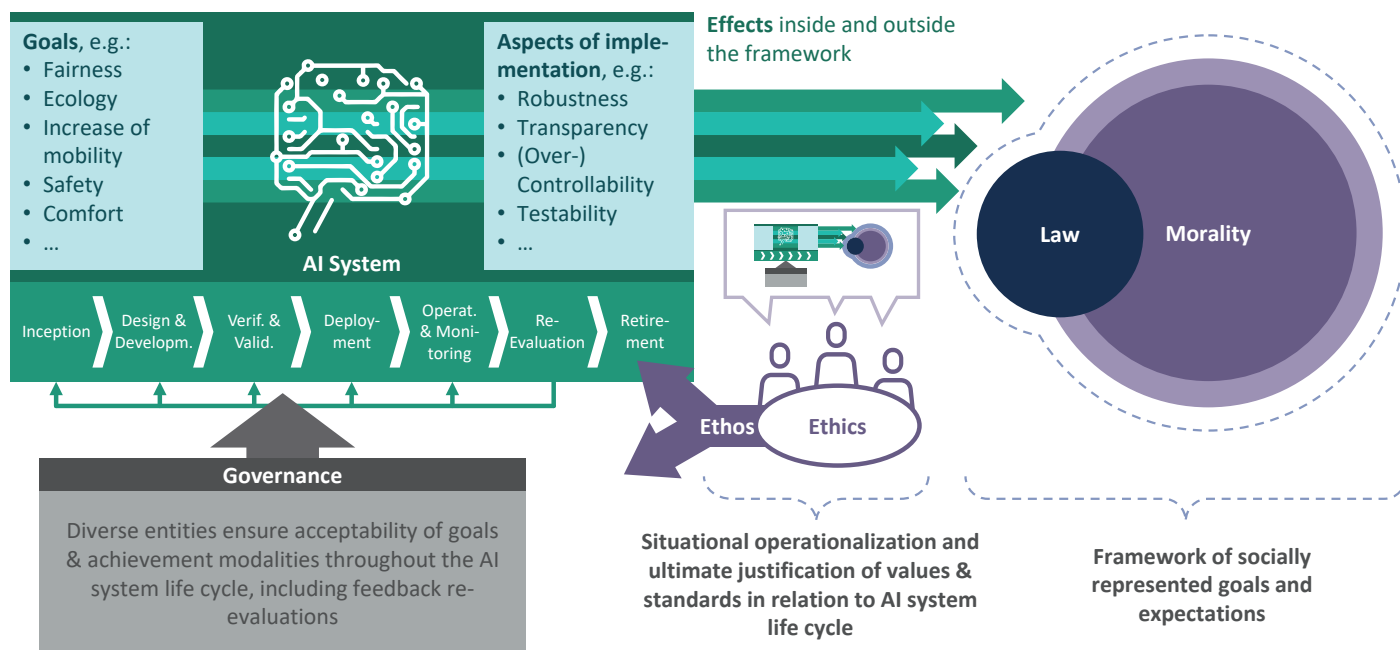 Goals, e.g.:
• Fairness
• Ecology
• Increase of
mobility
• Safety
• Comfort
• ...
AI System
Aspects of imple-
mentation, e.g.:
• Robustness
• Transparency
• (Over-)
Controllability
• Testability
• ...
Effects inside and outside
the framework
Law
Morality
Inception
Design &
Developm.
Verif. &
Valid.
Deploy-
ment
Operat.
& Moni-
toring
Re-
Evaluation
Retire-
ment
Ethos
Ethics
Governance
Diverse entities ensure acceptability of goals
& achievement modalities throughout the AI
system life cycle, including feedback re-
evaluations
Situational operationalization and
ultimate justification of values &
standards in relation to AI system
life cycle
Framework of socially
represented goals and
expectations